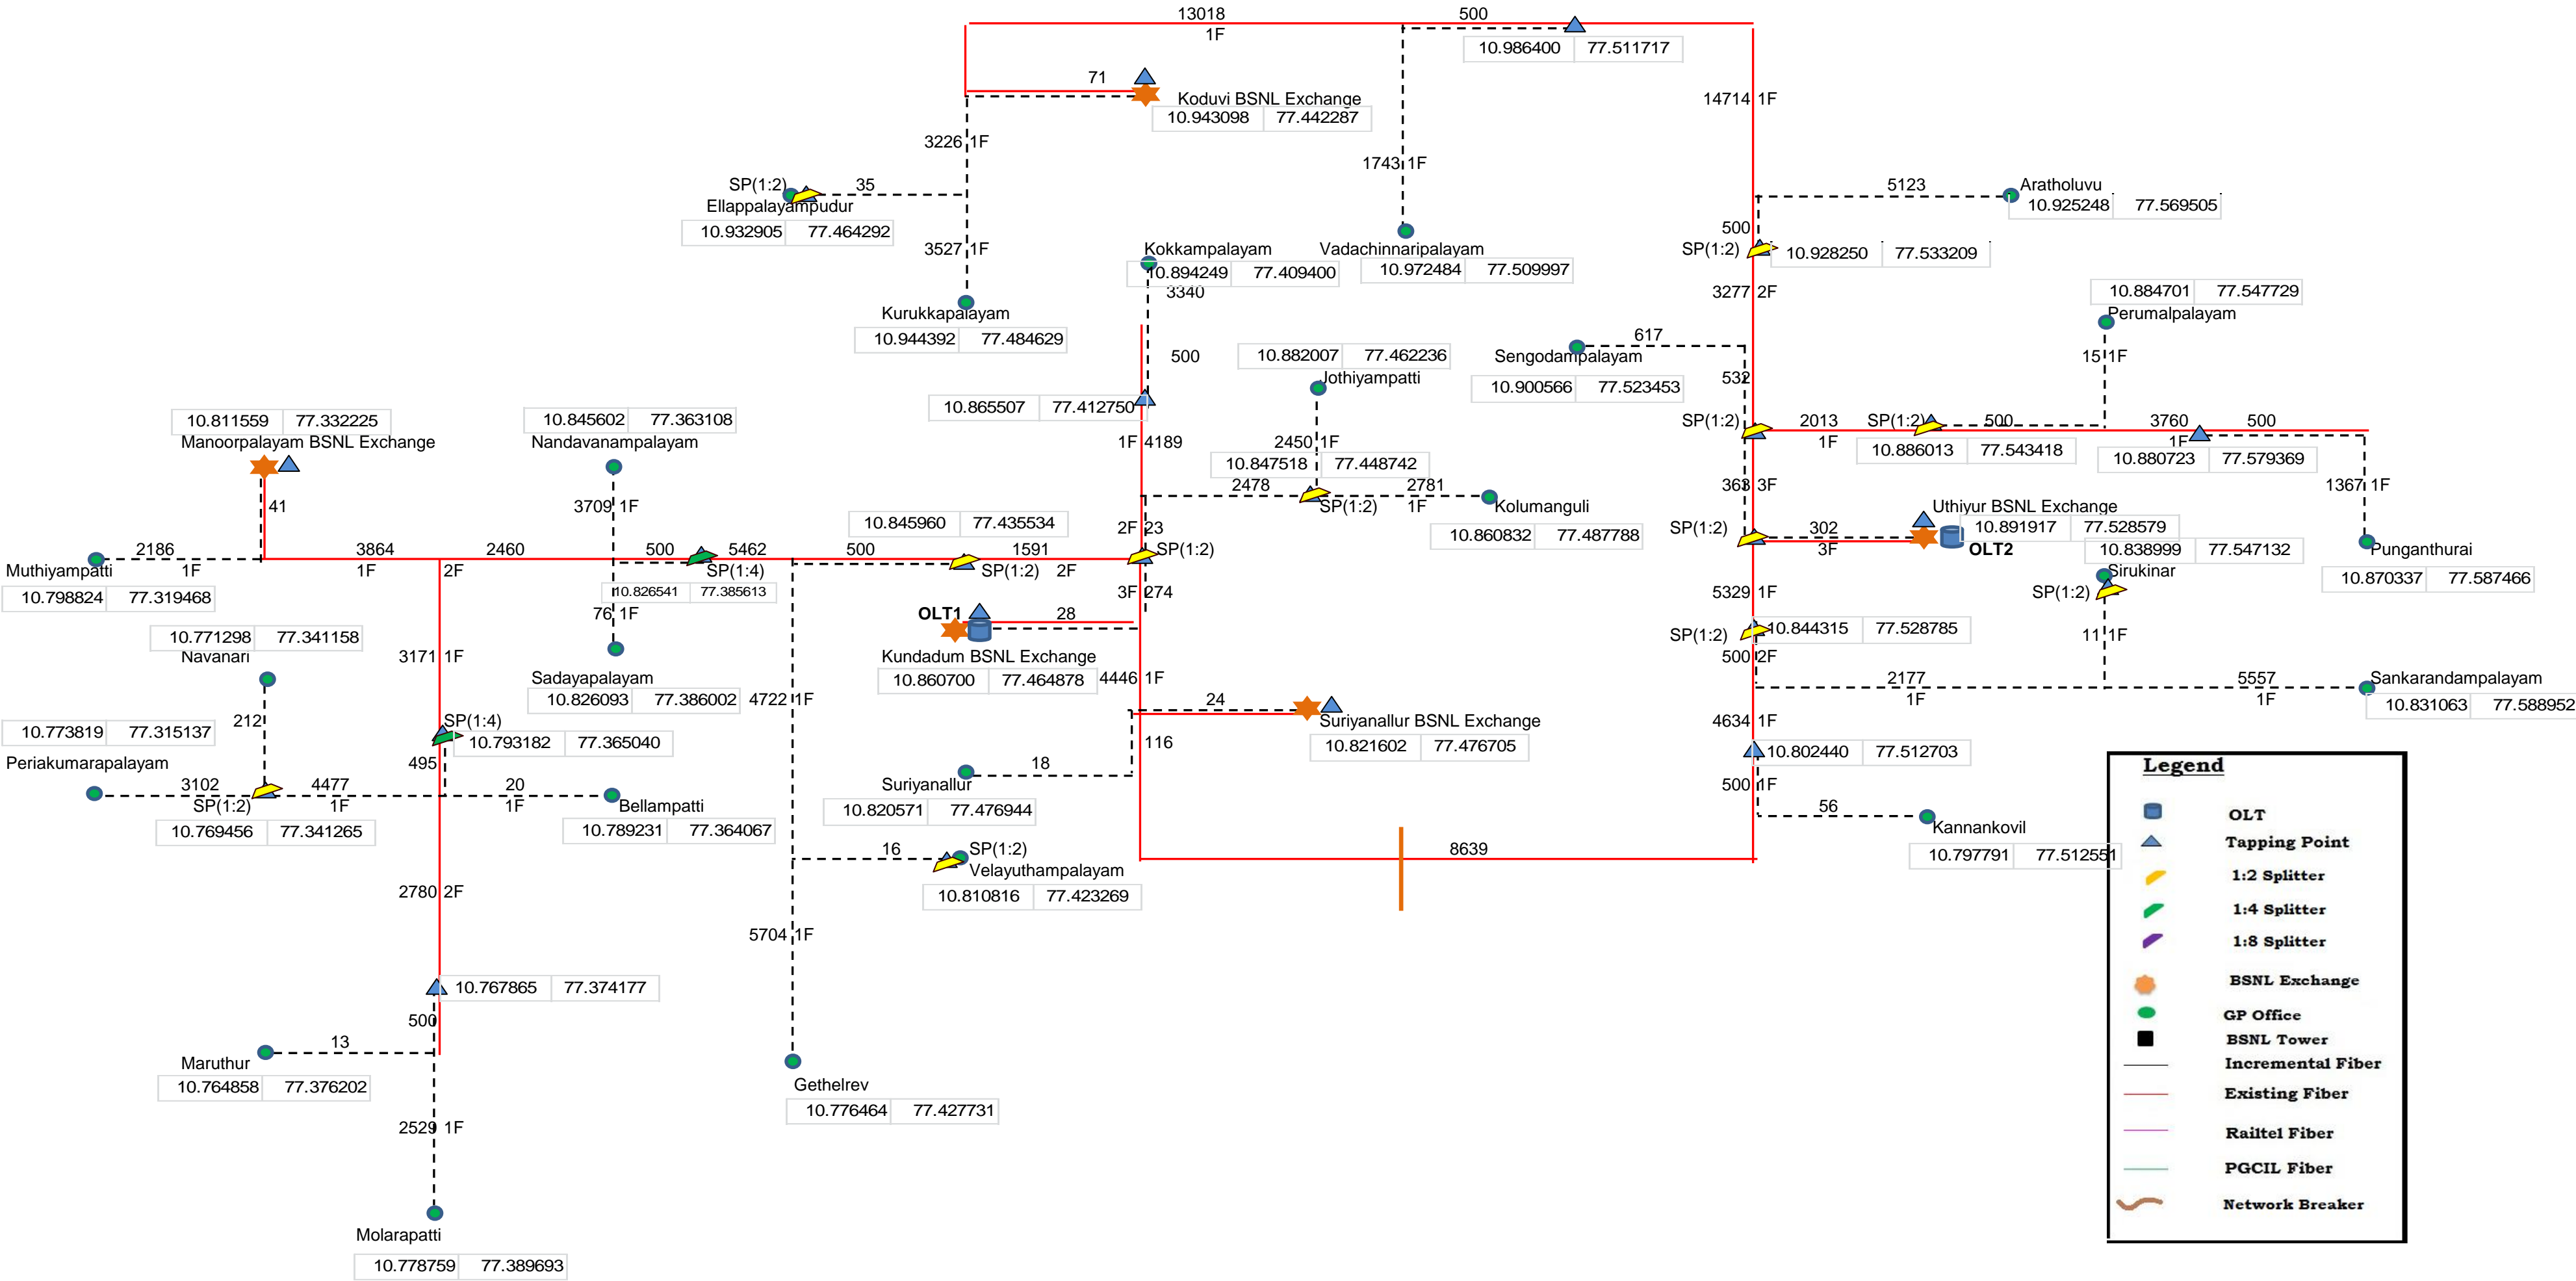 13018 500
1F
10.986400 77.511717
71
Koduvi BSNL Exchange
10.943098 77.442287
14714 1F
3226 1F
1743 1F
SP(1:2) 35
Ellappalayampudur
10.932905 77.464292
5123 Aratholuvu
10.925248 77.569505
500
3527 1F
Kokkampalayam
10.894249 77.409400
3340
Vadachinnaripalayam
10.972484 77.509997
SP(1:2)
10.928250 77.533209
3277 2F
10.884701 77.547729
Perumalpalayam
Kurukkapalayam
10.944392 77.484629
617
Sengodampalayam
10.900566 77.523453
500
10.882007 77.462236
Jothiyampatti
15 1F
532
10.865507 77.412750
10.811559 77.332225
Manoorpalayam BSNL Exchange
10.845602 77.363108
Nandavanampalayam
1F 4189
2450 1F
SP(1:2) 2013 SP(1:2) 500 3760 500
1F 1F
10.886013 77.543418
10.880723 77.579369
10.847518 77.448742
2478 2781
SP(1:2) 1F
Kolumanguli
10.860832 77.487788
363 3F
1367 1F
41
3709 1F
10.845960 77.435534
2F 23
SP(1:2)
302
3F
Uthiyur BSNL Exchange
10.891917 77.528579
OLT2
10.838999 77.547132
Sirukinar
SP(1:2)
Punganthurai
10.870337 77.587466
2186 3864 2460 500 5462 500 1591 SP(1:2)
Muthiyampatti 1F 1F 2F SP(1:4) SP(1:2) 2F
10.798824 77.319468
10.826541 77.385613
76 1F
3F 274
5329 1F
OLT1 28
10.771298 77.341158
Navanari
3171 1F
Kundadum BSNL Exchange
10.860700 77.464878
SP(1:2)
10.844315 77.528785
11 1F
500 2F
Sadayapalayam
10.826093 77.386002
4722 1F
4446 1F
2177 5557
1F 1F
Sankarandampalayam
10.831063 77.588952
24
Suriyanallur BSNL Exchange
10.821602 77.476705
212
SP(1:4)
10.793182 77.365040
10.773819 77.315137
Periakumarapalayam
116
4634 1F
10.802440 77.512703
495
18
Suriyanallur
10.820571 77.476944
3102 4477 20
SP(1:2) 1F 1F
Bellampatti
10.789231 77.364067
10.769456 77.341265
500 1F
56
Kannankovil
10.797791 77.512551
16 SP(1:2)
Velayuthampalayam
10.810816 77.423269
8639
2780 2F
5704 1F
10.767865 77.374177
500
13
Maruthur
10.764858 77.376202
Gethelrev
10.776464 77.427731
2529 1F
Molarapatti
10.778759 77.389693
Legend
OLT
Tapping Point
1:2 Splitter
1:4 Splitter
1:8 Splitter
BSNL Exchange
GP Office
BSNL Tower
Incremental Fiber
Existing Fiber
Railtel Fiber
PGCIL Fiber
Network Breaker